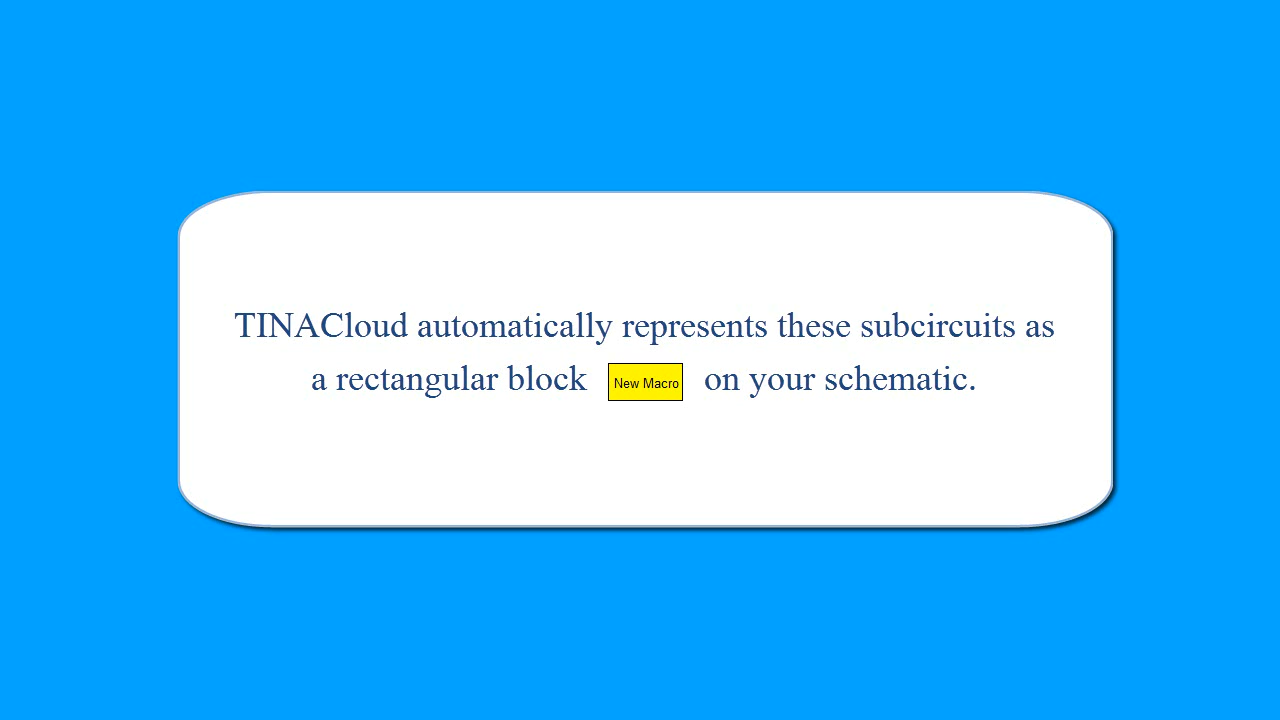 TINACloud automatically represents these subcircuits as
a rectangular block New Macro on your schematic.